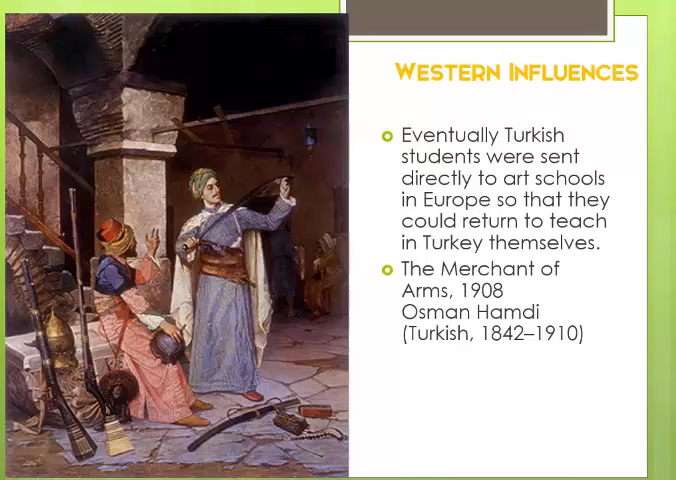 Western Influences
Eventually Turkish
students were sent
directly to art schools
in Europe so that they
could return to teach
in Turkey themselves.
The Merchant of
Arms, 1908
Osman Hamdi
(Turkish, 1842–1910)